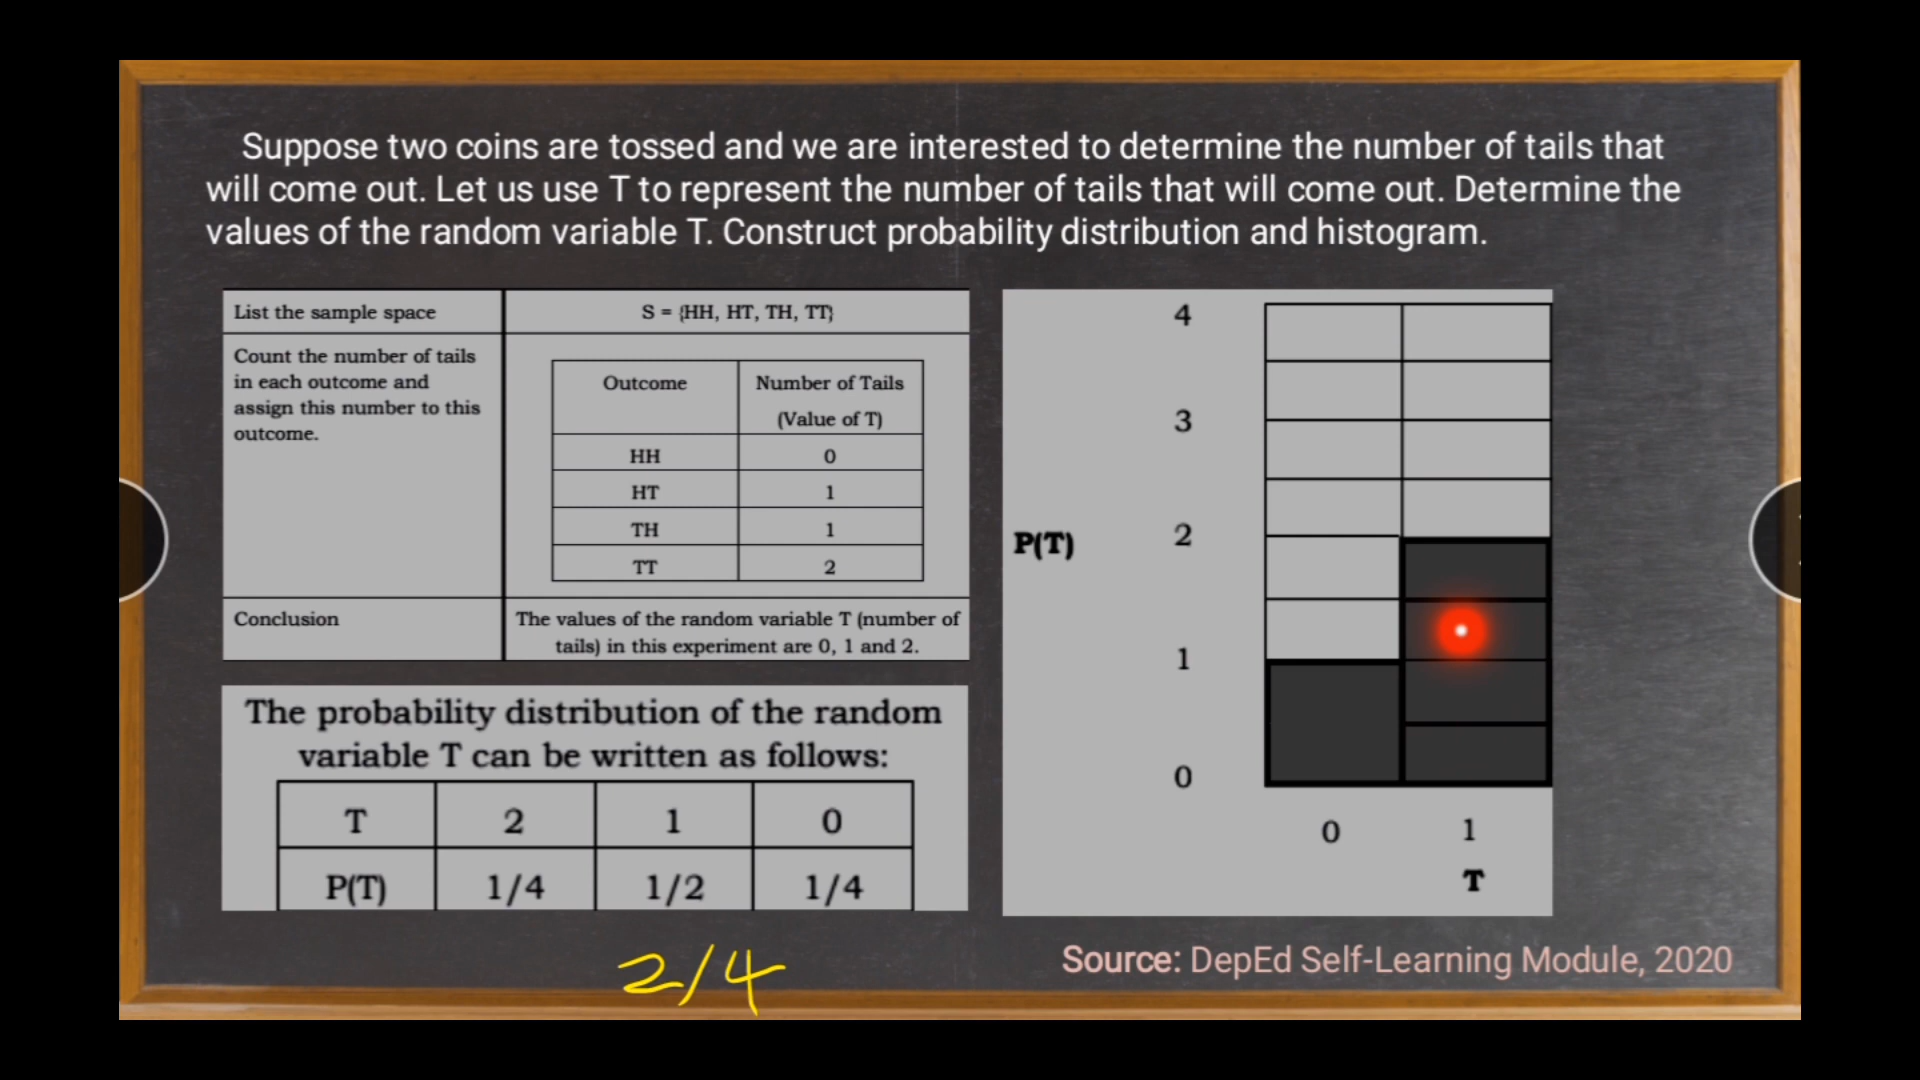 Suppose two coins are tossed and we are interested to determine the number of tails that
will come out. Let us use T to represent the number of tails that will come out. Determine the
values of the random variable T. Construct probability distribution and histogram.
List the sample space
S = {HH, HT, TH, TT}
Count the number of tails
in each outcome and
assign this number to this
outcome.
Outcome
Number of Tails
(Value of T)
HH 0
HT 1
TH 1
TT 2
Conclusion
The values of the random variable T (number of
tails) in this experiment are 0, 1 and 2.
The probability distribution of the random
variable T can be written as follows:
T 2 1 0
P(T) 1/4 1/2 1/4
2/4
4
3
P(T)
2
1
0
0 1
T
Source: DepEd Self-Learning Module, 2020